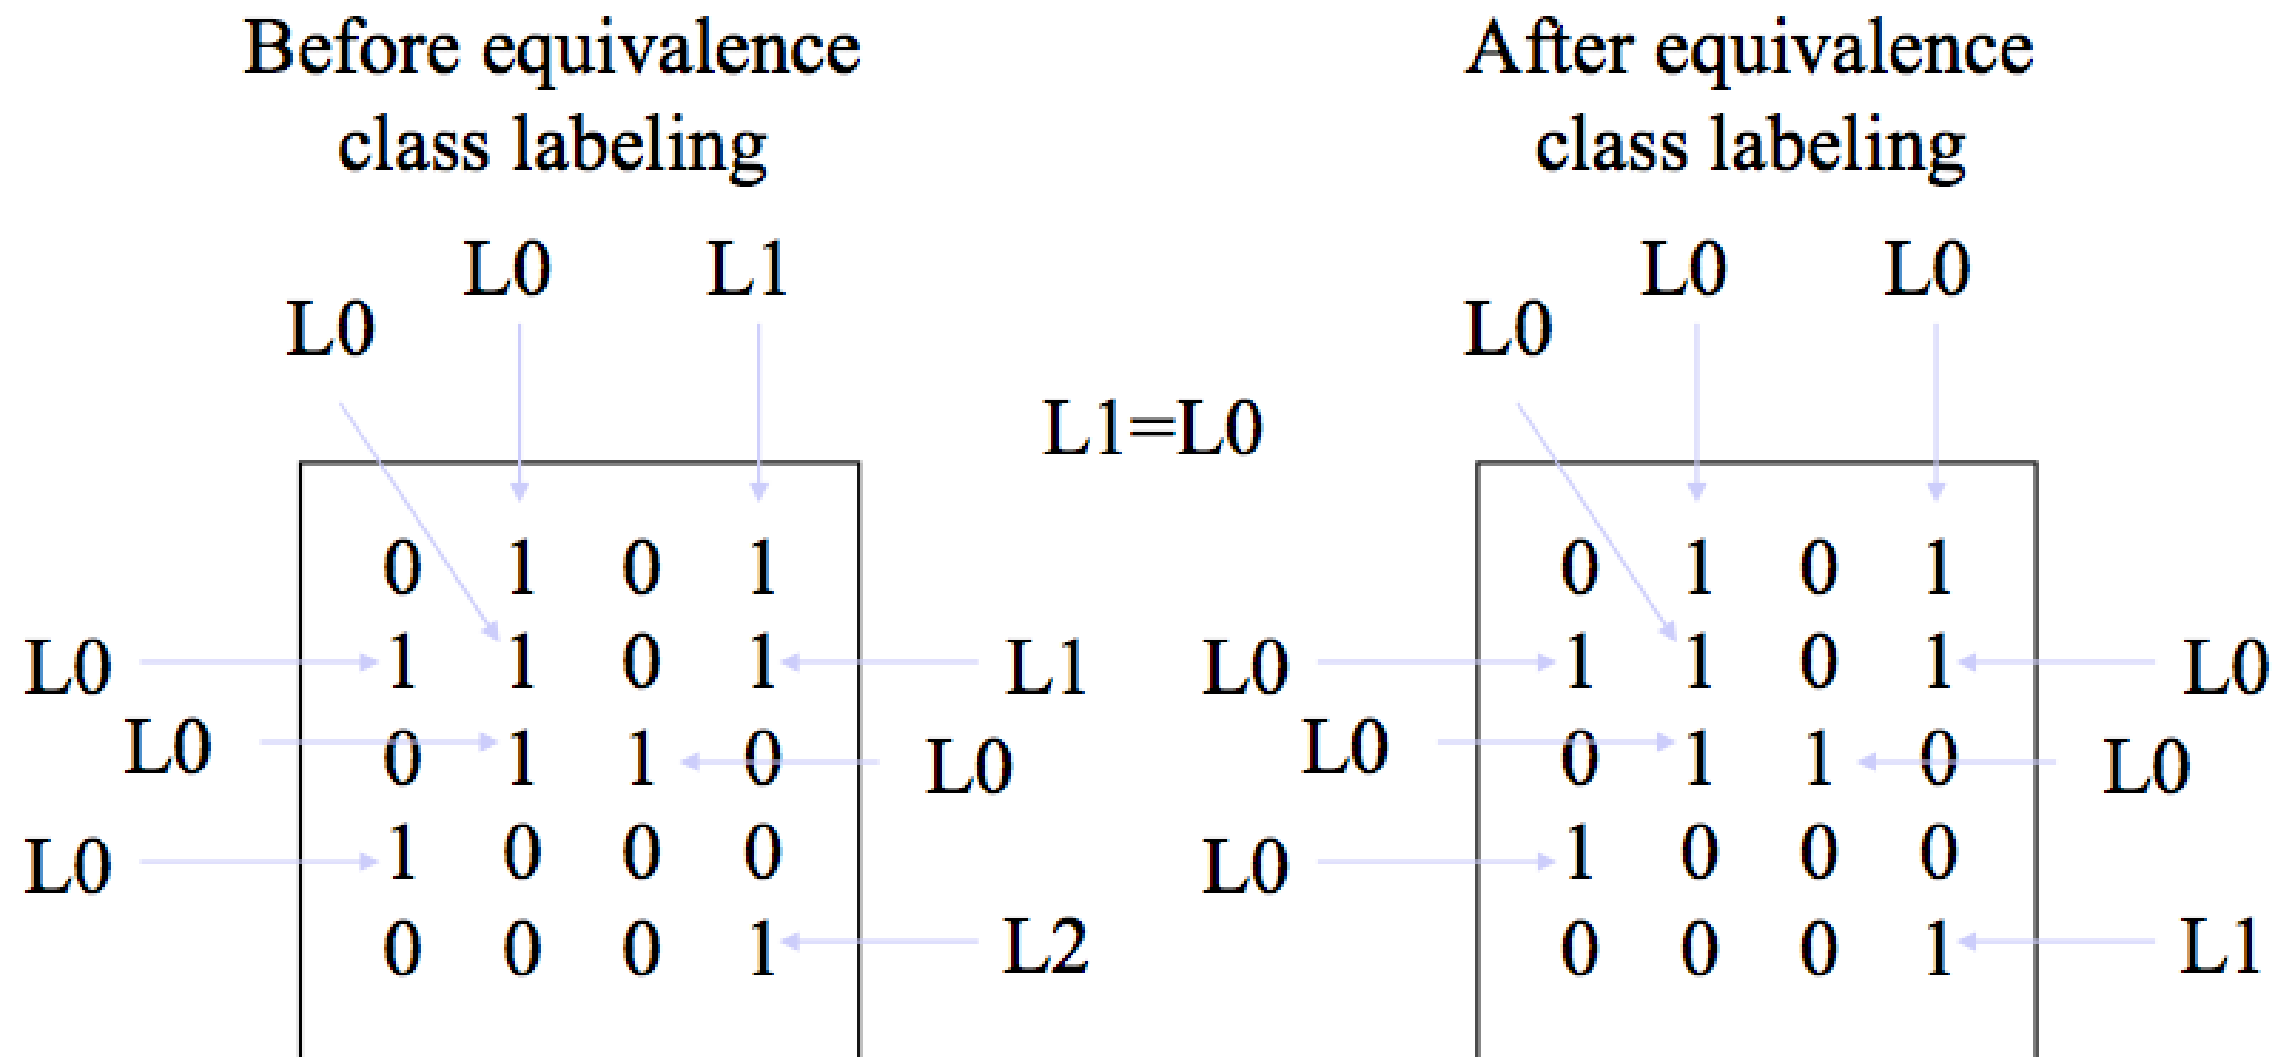 Before equivalence
class labeling
After equivalence
class labeling
L0 L1
L0
L1=L0
L0 L0
L0
0 1 0 1
L0 1 1 0 1 L1
L0 0 1 1 0 L0
L0 1 0 0 0
0 0 0 1 L2
0 1 0 1
L0 1 1 0 1 L0
L0 0 1 1 0 L0
L0 1 0 0 0
0 0 0 1 L1